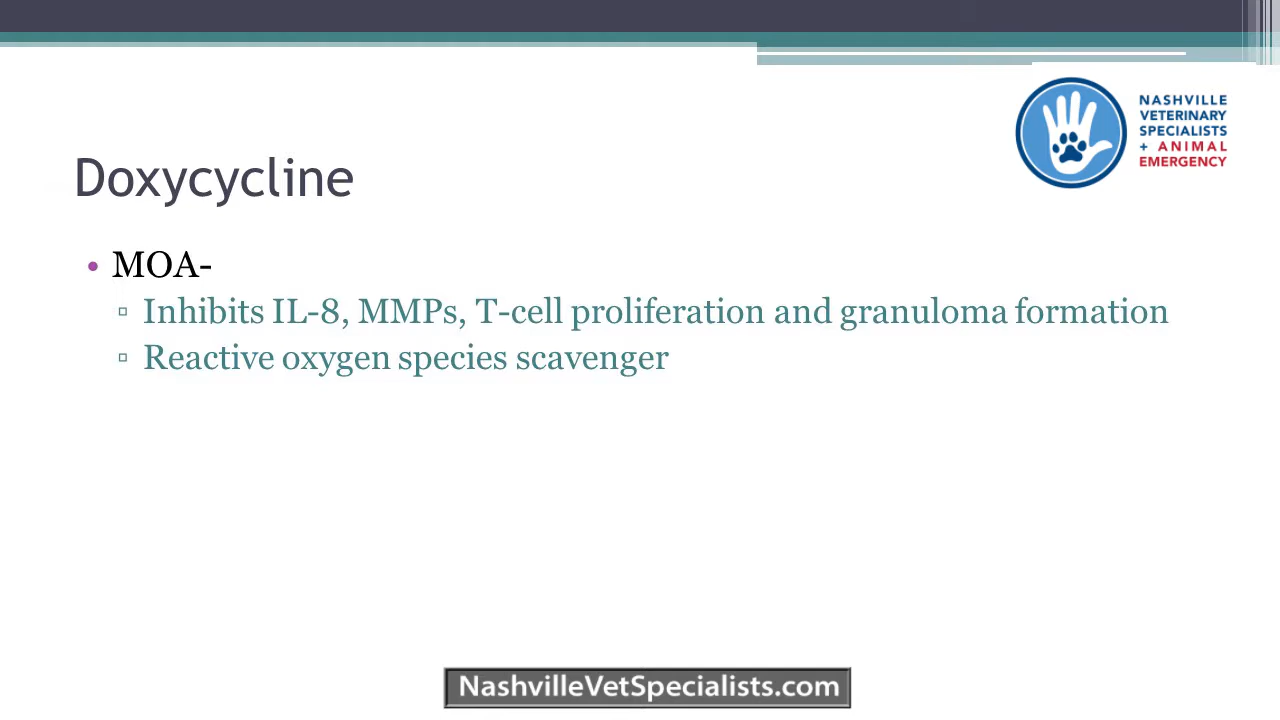 NASHVILLE
VETERINARY
SPECIALISTS
+ ANIMAL
EMERGENCY
Doxycycline
• MOA-
▫ Inhibits IL-8, MMPs, T-cell proliferation and granuloma formation
▫ Reactive oxygen species scavenger
NashvilleVetSpecialists.com